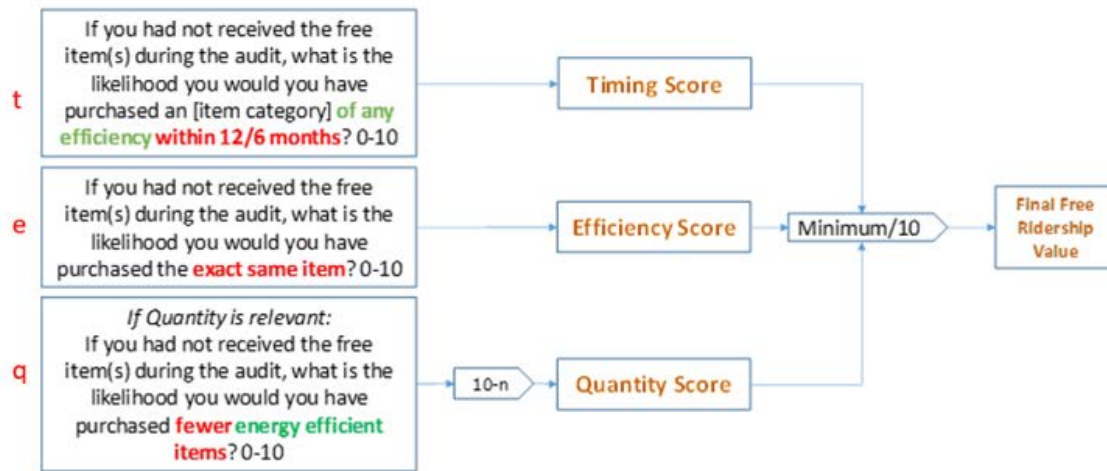 t
If you had not received the free
item(s) during the audit, what is the
likelihood you would you have
purchased an [item category] of any
efficiency within 12/6 months? 0-10
Timing Score
e
If you had not received the free
item(s) during the audit, what is the
likelihood you would you have
purchased the exact same item? 0-10
Efficiency Score
Minimum/10
Final Free
Ridership
Value
q
If Quantity is relevant:
If you had not received the free
item(s) during the audit, what is the
likelihood you would you have
purchased fewer energy efficient
items? 0-10
10-n
Quantity Score